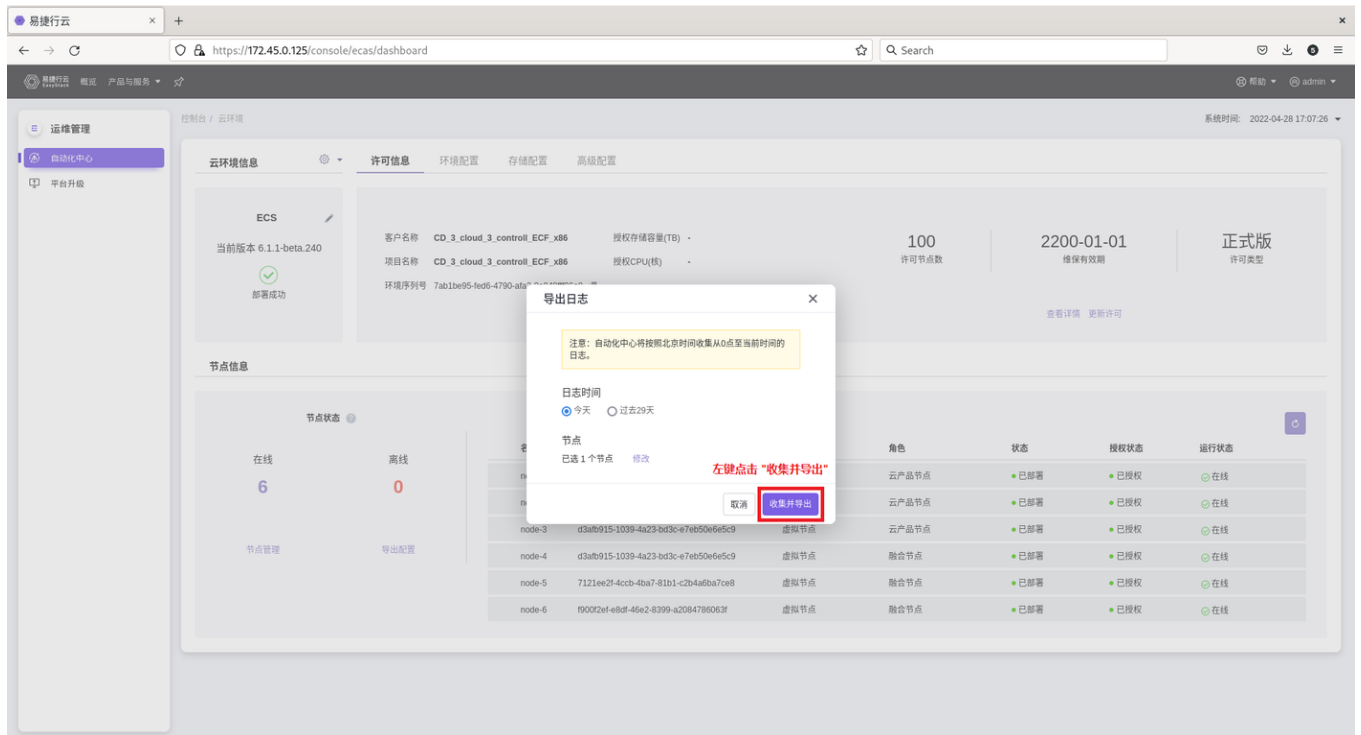 易捷行云 × + ×
https://172.45.0.125/console/ecas/dashboard Search
易捷行云 EasyStack 概览 产品与服务 帮助 admin
控制台 / 云环境 系统时间: 2022-04-28 17:07:26
运维管理
自动化中心
平台升级
云环境信息 许可信息 环境配置 存储配置 高级配置
ECS
当前版本 6.1.1-beta.240
部署成功
客户名称 CD_3_cloud_3_controll_ECF_x86 授权存储容量(TB) -
项目名称 CD_3_cloud_3_controll_ECF_x86 授权CPU(核) -
环境序列号 7ab1be95-fed6-4790-afa
100 2200-01-01 正式版
许可节点数 维保有效期 许可类型
查看详情 更新许可
导出日志 ×
注意:自动化中心将按照北京时间收集从0点至当前时间的
日志。
日志时间
今天 过去29天
节点
已选 1 个节点 修改
左键点击 "收集并导出"
取消 收集并导出
节点信息
节点状态
在线 离线
6 0
节点管理 导出配置
角色 状态 授权状态 运行状态
云产品节点 已部署 已授权 在线
云产品节点 已部署 已授权 在线
node-3 d3afb915-1039-4a23-bd3c-e7eb50e6e5c9 虚拟节点 云产品节点 已部署 已授权 在线
node-4 d3afb915-1039-4a23-bd3c-e7eb50e6e5c9 虚拟节点 融合节点 已部署 已授权 在线
node-5 7121ee2f-4ccb-4ba7-81b1-c2b4a6ba7ce8 虚拟节点 融合节点 已部署 已授权 在线
node-6 f900f2ef-e8df-46e2-8399-a2084786063f 虚拟节点 融合节点 已部署 已授权 在线